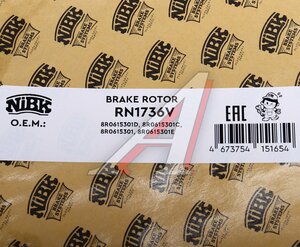 NiBK
O.E.M.:
BRAKE ROTOR
RN1736V
8R0615301D, 8R0615301C,
8R0615301, 8R0615301E
EAC
4 673754 151654